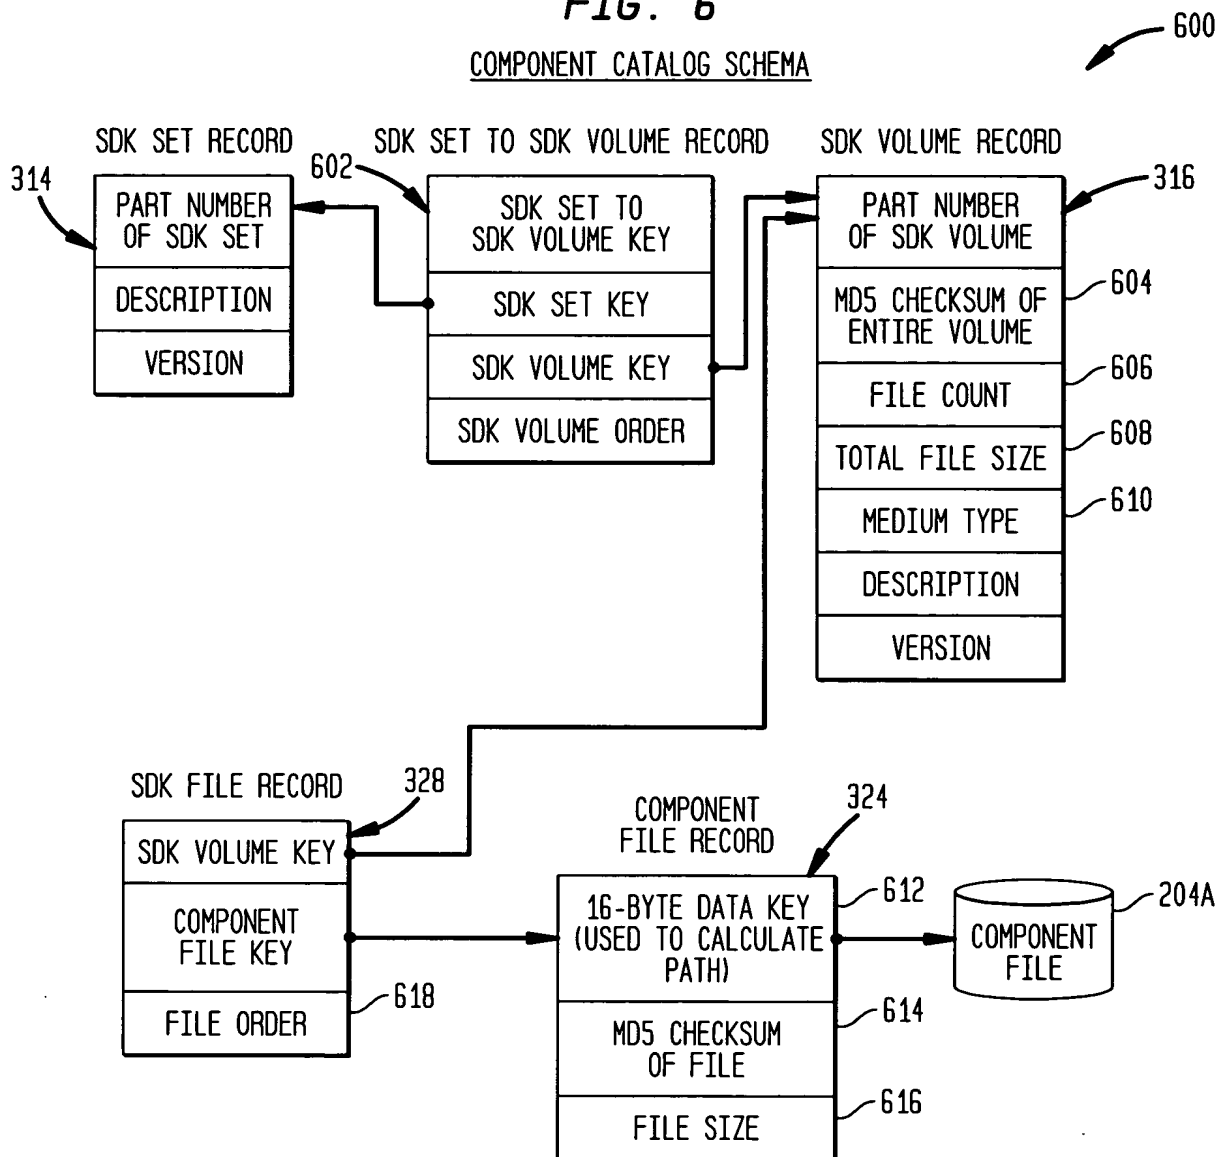 FIG. 6
600
COMPONENT CATALOG SCHEMA
SDK SET RECORD
314
PART NUMBER
OF SDK SET
DESCRIPTION
VERSION
SDK SET TO SDK VOLUME RECORD
602
SDK SET TO
SDK VOLUME KEY
SDK SET KEY
SDK VOLUME KEY
SDK VOLUME ORDER
SDK VOLUME RECORD
316
PART NUMBER
OF SDK VOLUME
604
MD5 CHECKSUM OF
ENTIRE VOLUME
606
FILE COUNT
608
TOTAL FILE SIZE
610
MEDIUM TYPE
DESCRIPTION
VERSION
SDK FILE RECORD
328
SDK VOLUME KEY
COMPONENT
FILE KEY
618
FILE ORDER
COMPONENT
FILE RECORD
324
612
16-BYTE DATA KEY
(USED TO CALCULATE
PATH)
614
MD5 CHECKSUM
OF FILE
616
FILE SIZE
204A
COMPONENT
FILE